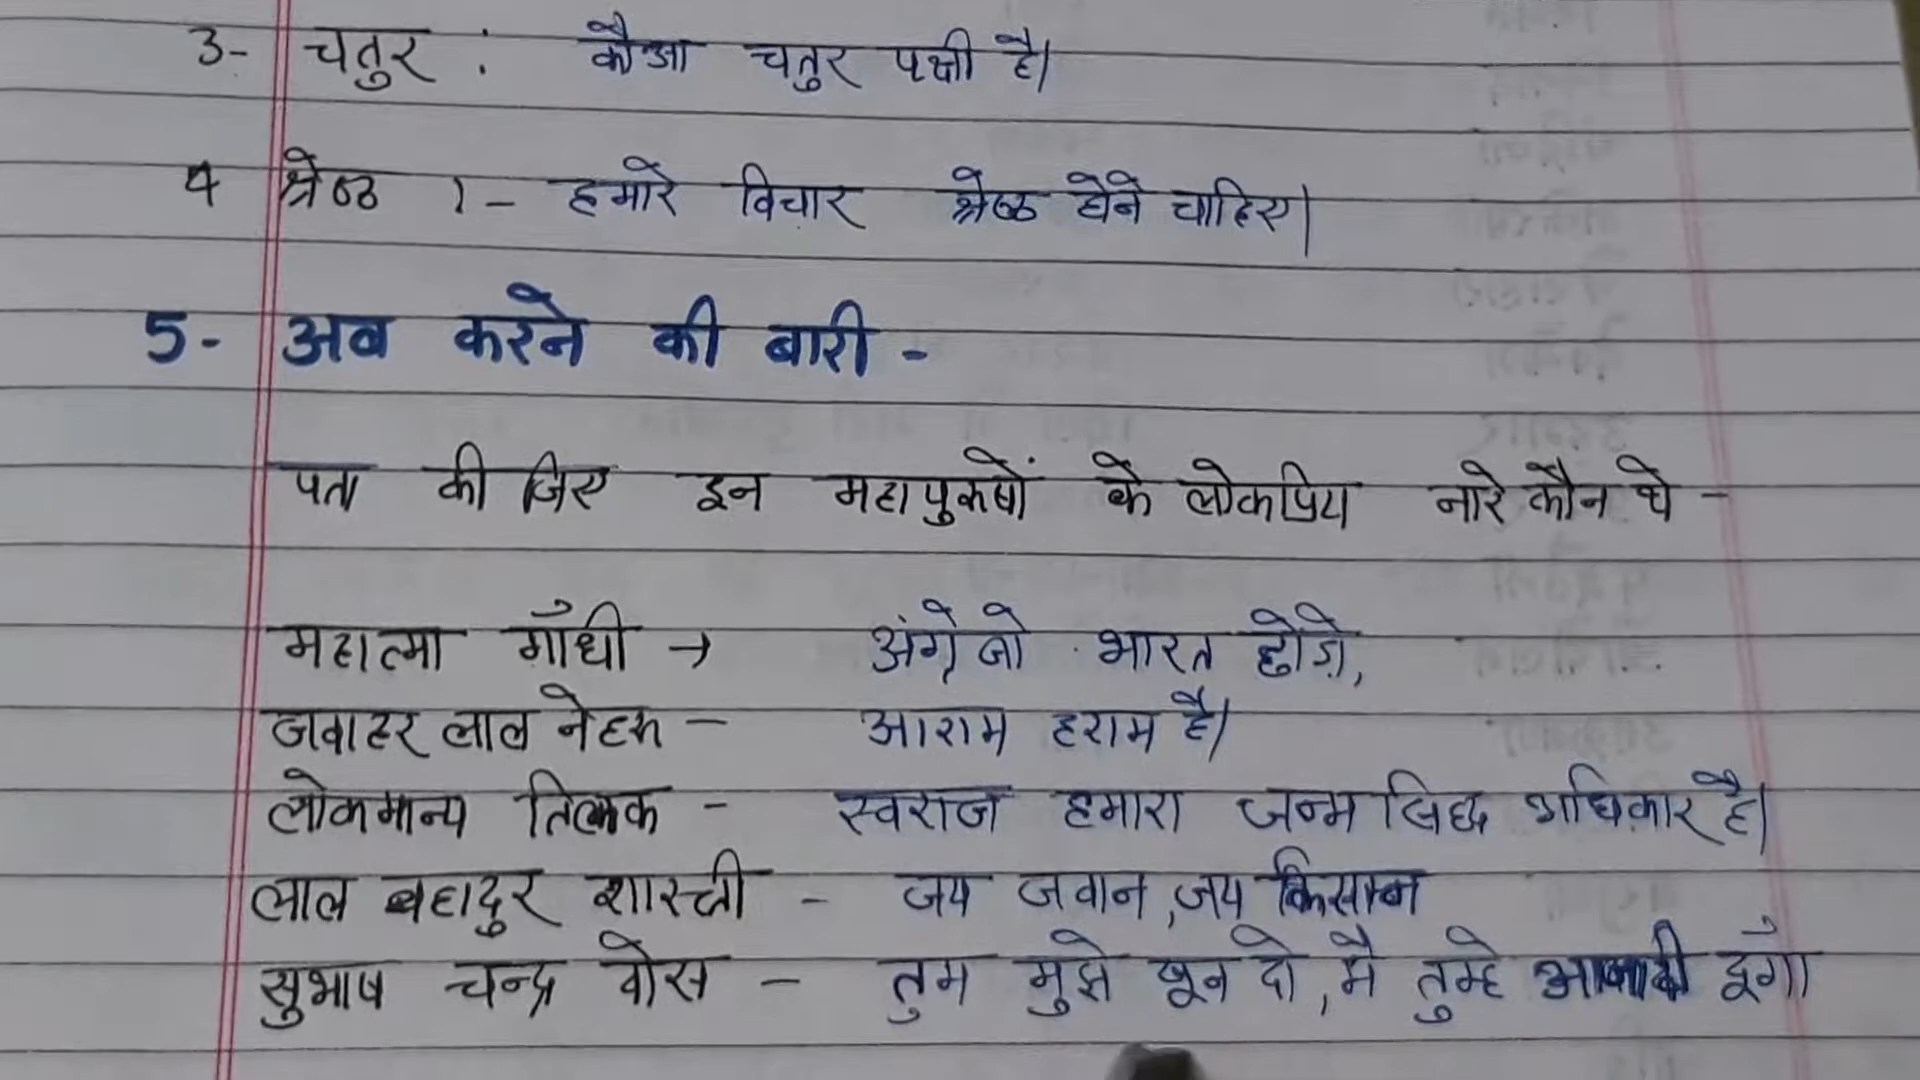 3- चतुर : कौआ चतुर पक्षी है।
4 श्रेष्ठ :- हमारे विचार श्रेष्ठ होने चाहिए।
5- अब करने की बारी -
पता कीजिए इन महापुरुषों के लोकप्रिय नारे कौन थे -
महात्मा गाँधी → अंग्रेजो भारत छोड़ो,
जवाहर लाल नेहरू - आराम हराम है।
लोकमान्य तिलक - स्वराज हमारा जन्म सिद्ध अधिकार है।
लाल बहादुर शास्त्री - जय जवान, जय किसान
सुभाष चन्द्र वोस - तुम मुझे खून दो, मै तुम्हे आजादी दूगाँ